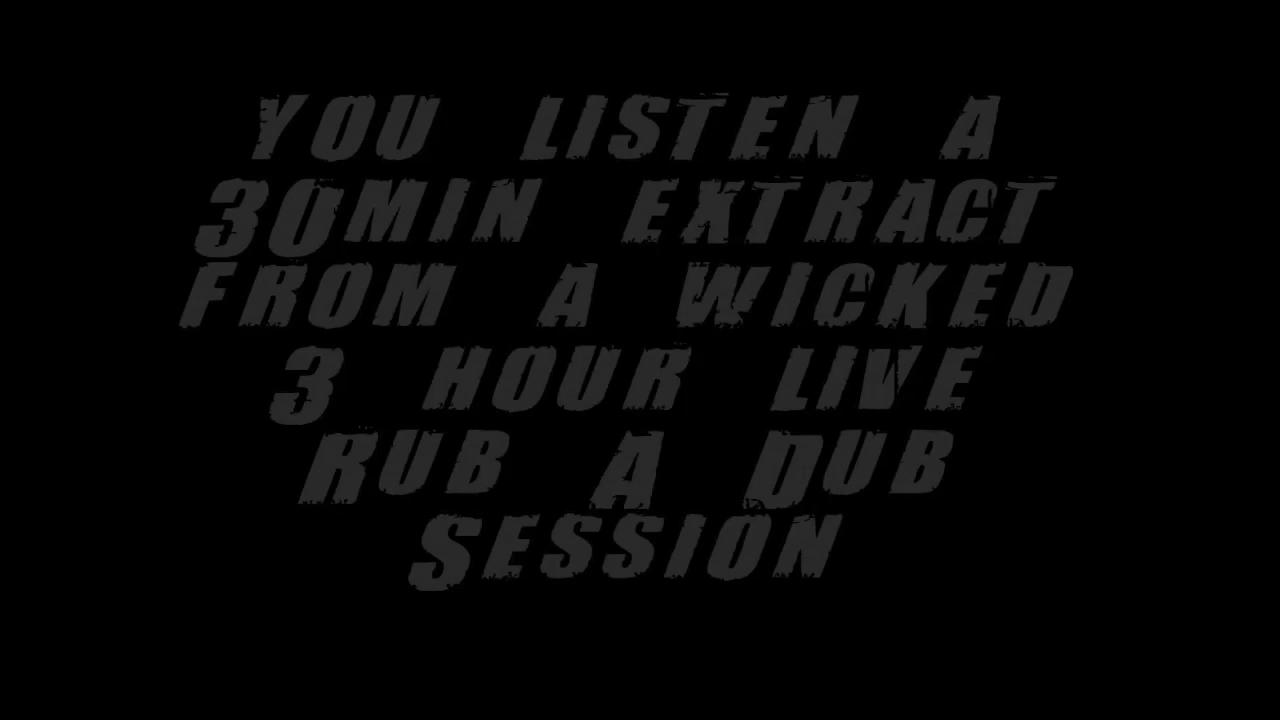 YOU LISTEN A
30MIN EXTRACT
FROM A WICKED
3 HOUR LIVE
RUB A DUB
SESSION